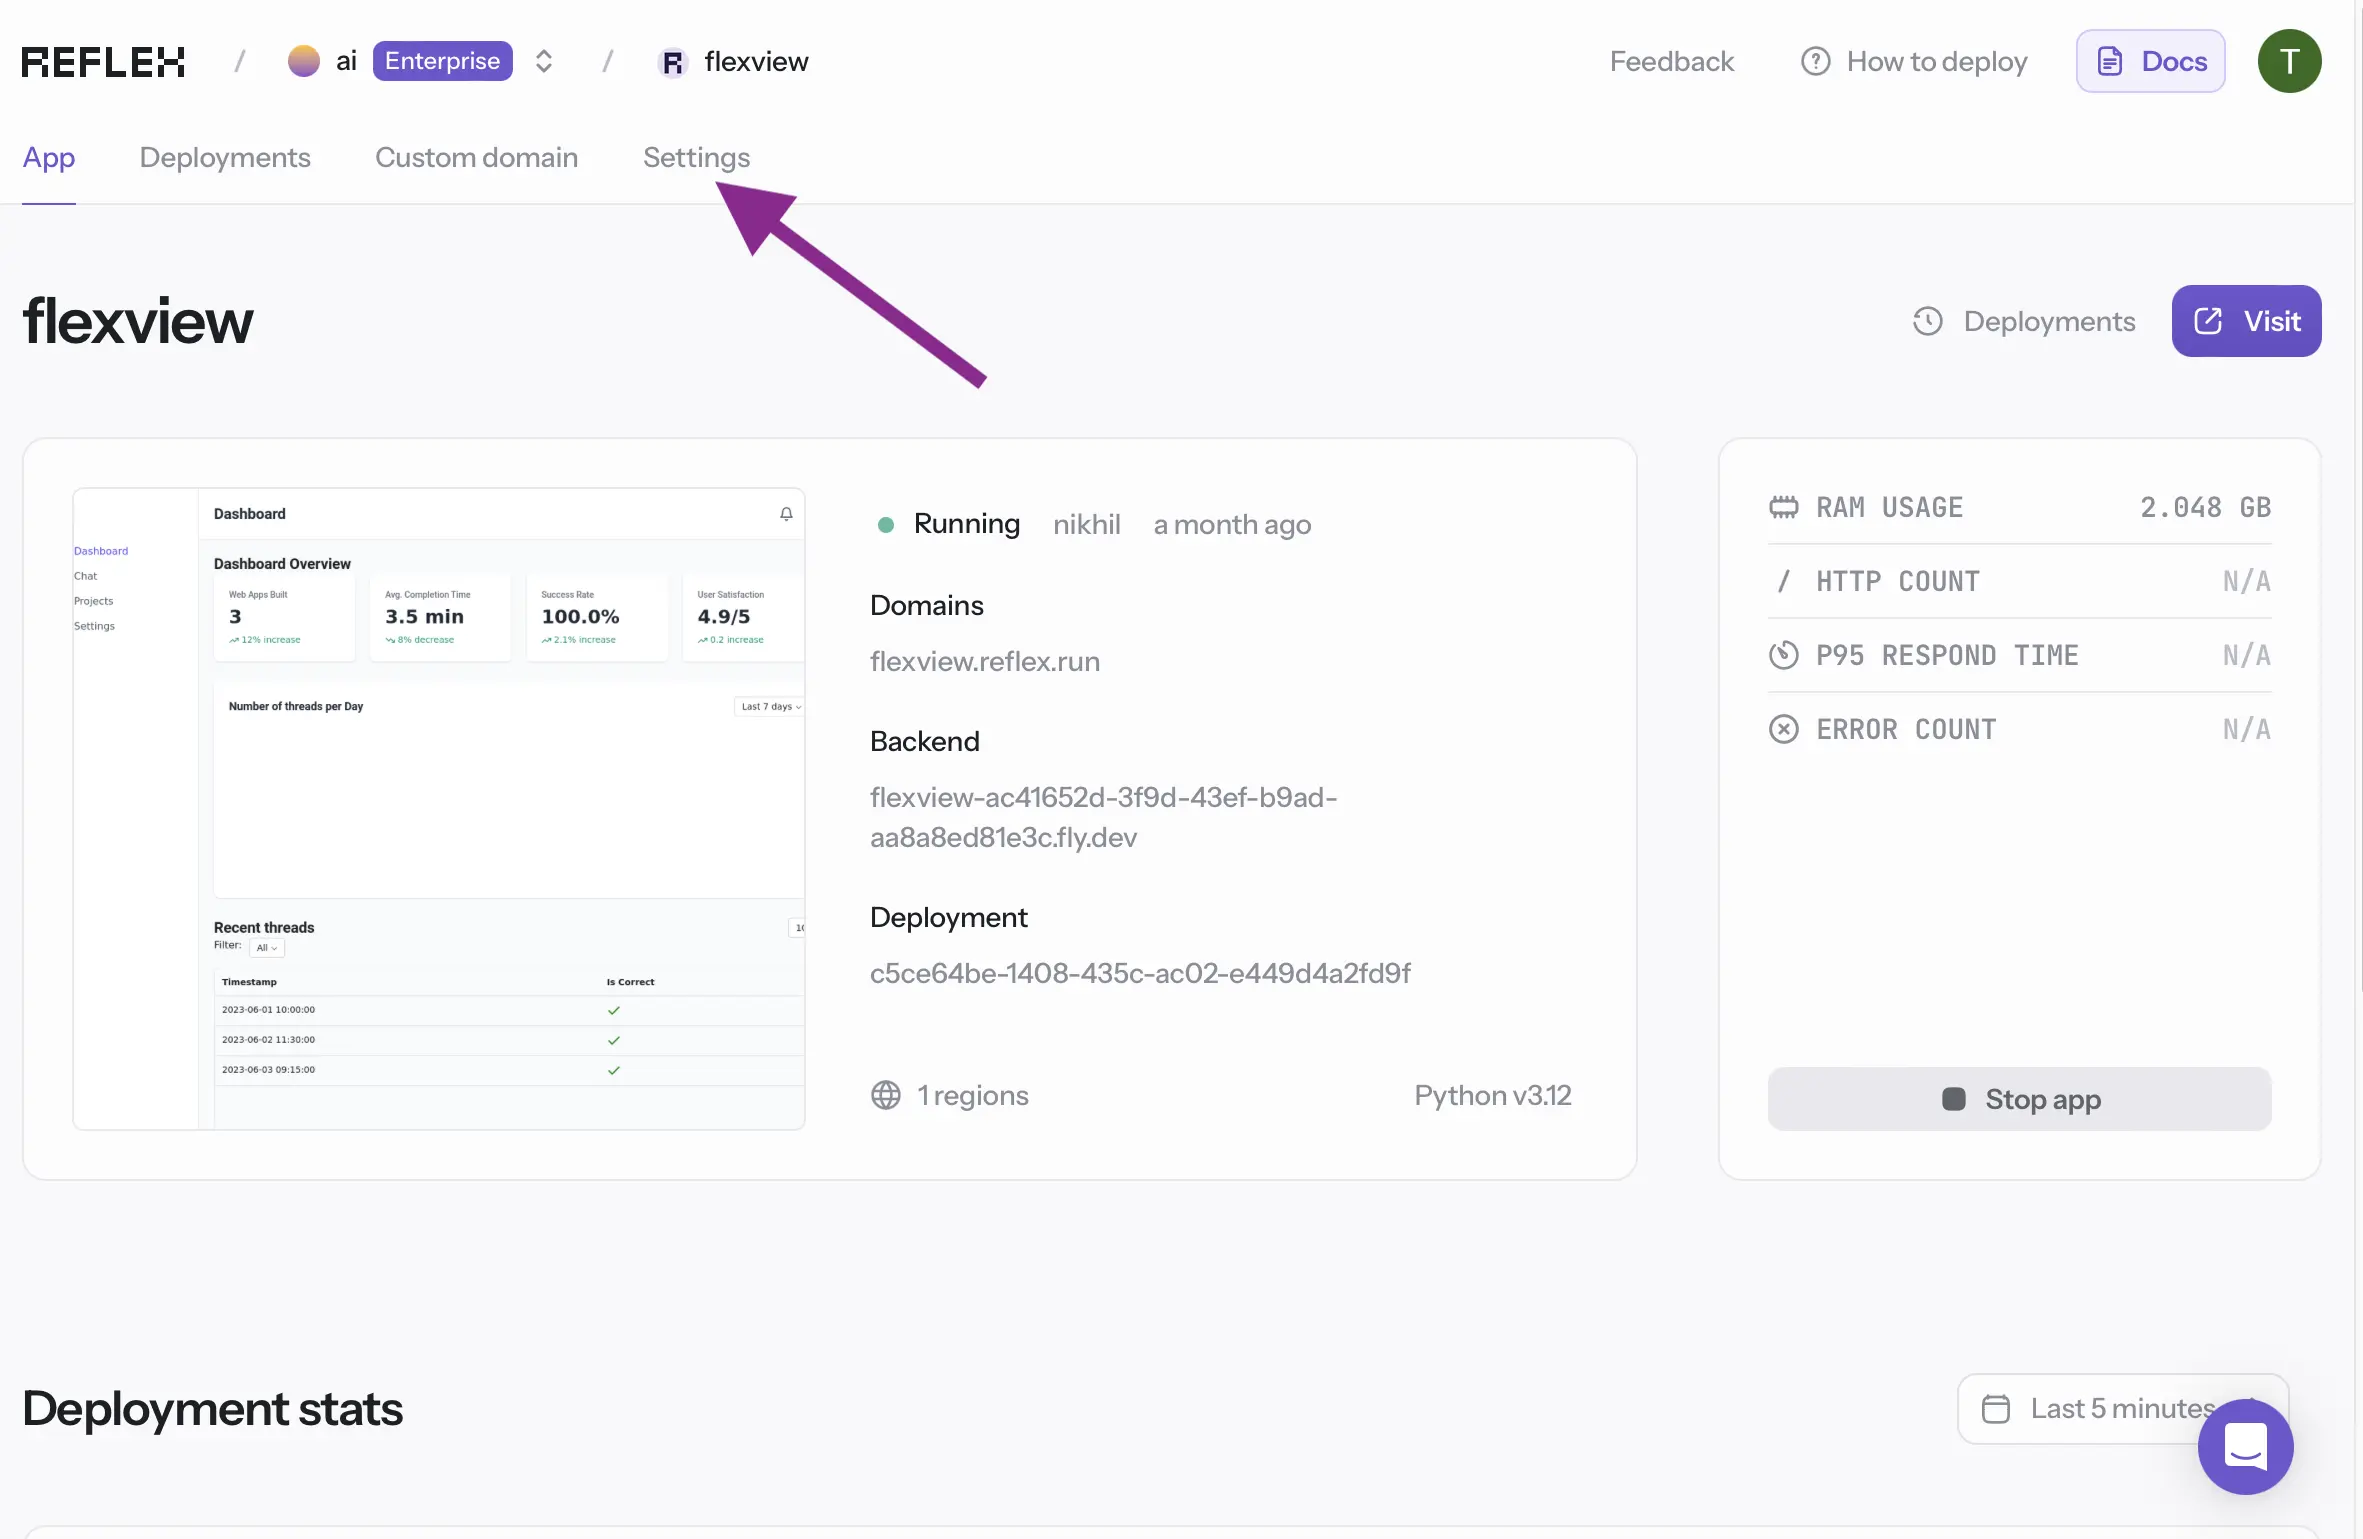 REFLEX / ai Enterprise / flexview Feedback How to deploy Docs T
App Deployments Custom domain Settings
flexview
Deployments Visit
Dashboard
Dashboard
Chat
Projects
Settings
Dashboard Overview
Web Apps Built
3
12% increase
Avg. Completion Time
3.5 min
8% decrease
Success Rate
100.0%
2.1% increase
User Satisfaction
4.9/5
0.2 increase
Number of threads per Day
Last 7 days
Recent threads
Filter: All
10
Timestamp Is Correct
2023-06-01 10:00:00
2023-06-02 11:30:00
2023-06-03 09:15:00
Running nikhil a month ago
Domains
flexview.reflex.run
Backend
flexview-ac41652d-3f9d-43ef-b9ad-
aa8a8ed81e3c.fly.dev
Deployment
c5ce64be-1408-435c-ac02-e449d4a2fd9f
1 regions Python v3.12
RAM USAGE 2.048 GB
/ HTTP COUNT N/A
P95 RESPOND TIME N/A
ERROR COUNT N/A
Stop app
Deployment stats
Last 5 minutes